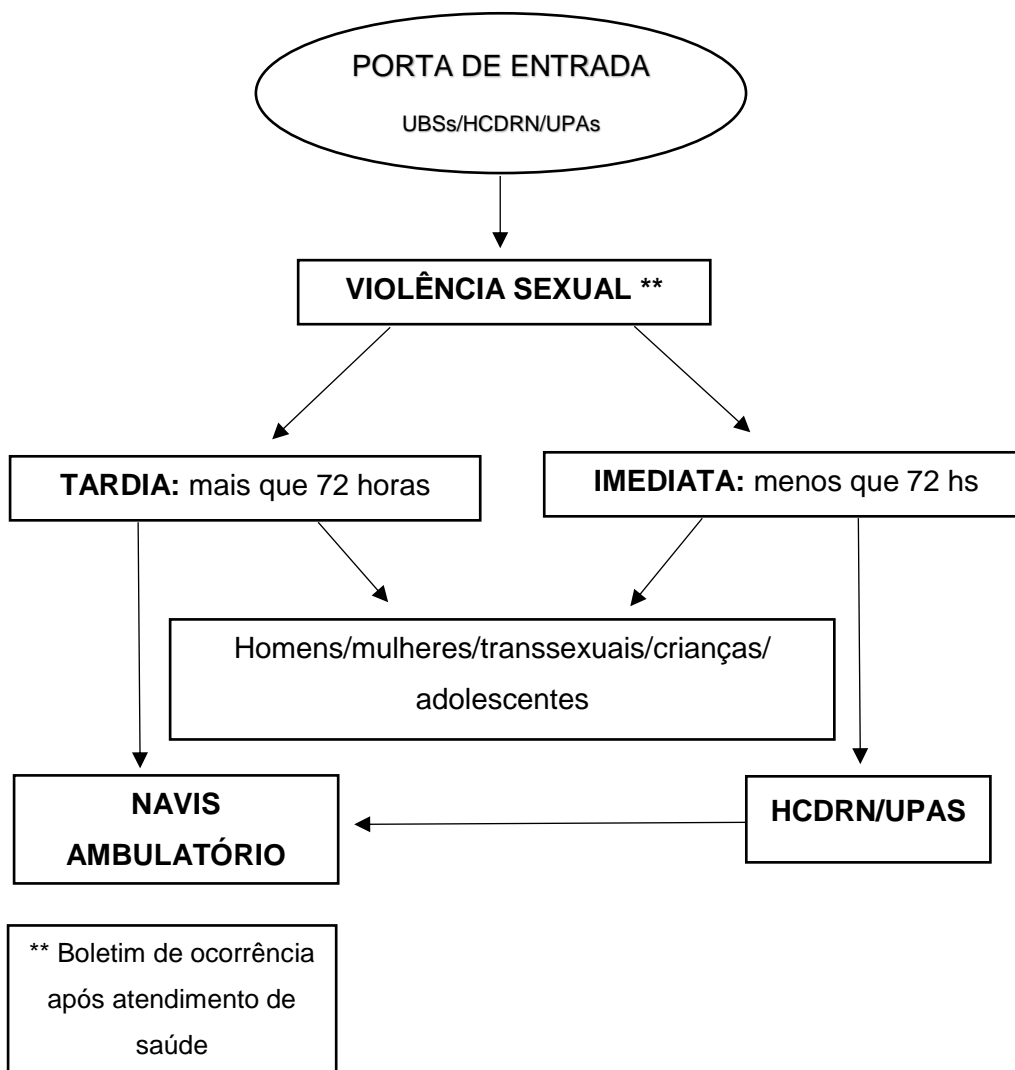 PORTA DE ENTRADA
UBSs/HCDRN/UPAs
VIOLÊNCIA SEXUAL **
TARDIA: mais que 72 horas
IMEDIATA: menos que 72 hs
Homens/mulheres/transsexuais/crianças/
adolescentes
NAVIS
AMBULATÓRIO
HCDRN/UPAS
** Boletim de ocorrência
após atendimento de
saúde